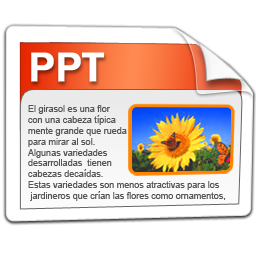 PPT
El girasol es una flor
con una cabeza típica
mente grande que rueda
para mirar al sol.
Algunas variedades
desarrolladas tienen
cabezas decaídas.
Estas variedades son menos atractivas para los
jardineros que crían las flores como ornamentos,